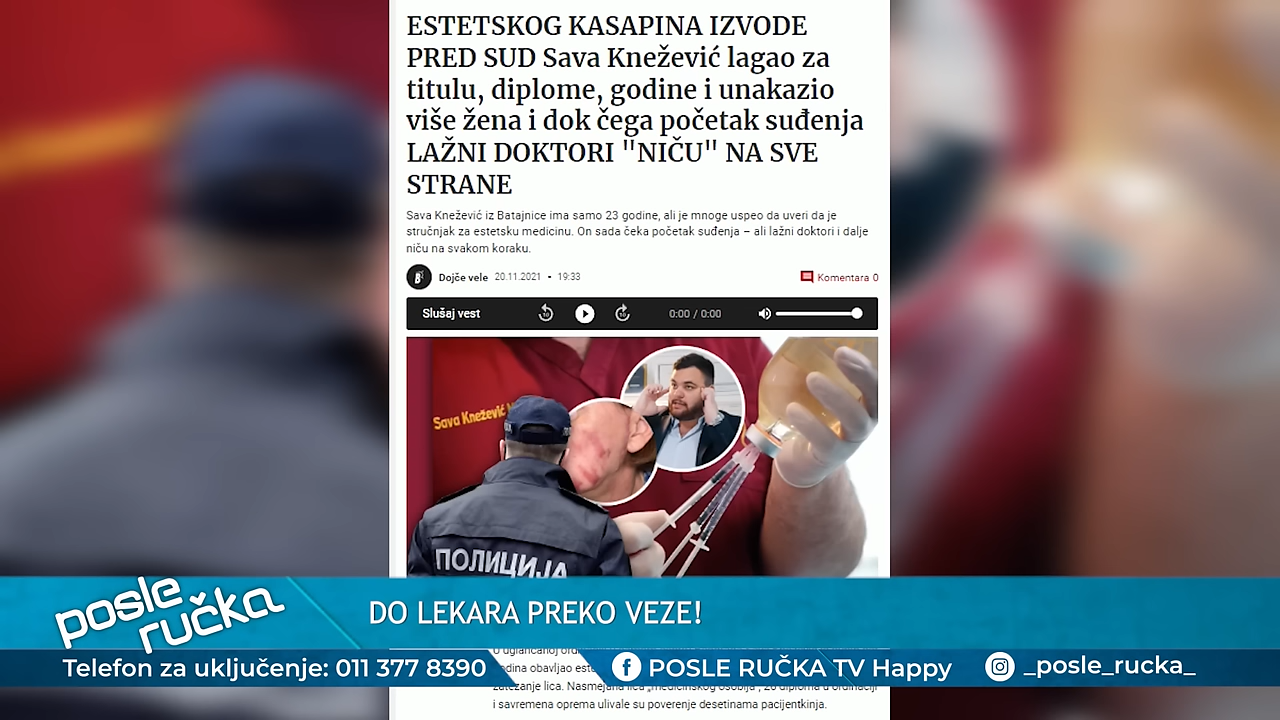 ESTETSKOG KASAPINA IZVODE
PRED SUD Sava Knežević lagao za
titulu, diplome, godine i unakazio
više žena i dok čega početak suđenja
LAŽNI DOKTORI "NIČU" NA SVE
STRANE
Sava Knežević iz Batajnice ima samo 23 godine, ali je mnoge uspeo da uveri da je
stručnjak za estetsku medicinu. On sada čeka početak suđenja – ali lažni doktori i dalje
niču na svakom koraku.
Dojče vele 20.11.2021 • 19:33
Komentara 0
Slušaj vest
10
10
0:00 / 0:00
Sava Knežević
ПОЛИЦИЈА
posle
ručka
DO LEKARA PREKO VEZE!
Telefon za uključenje: 011 377 8390
POSLE RUČKA TV Happy
_posle_rucka_
godina obavljao
zatezanje lica. Nasmejana lica „medicinskog osoblja", 20 diploma u ordinaciji
i savremena oprema ulivale su poverenje desetinama pacijentkinja.